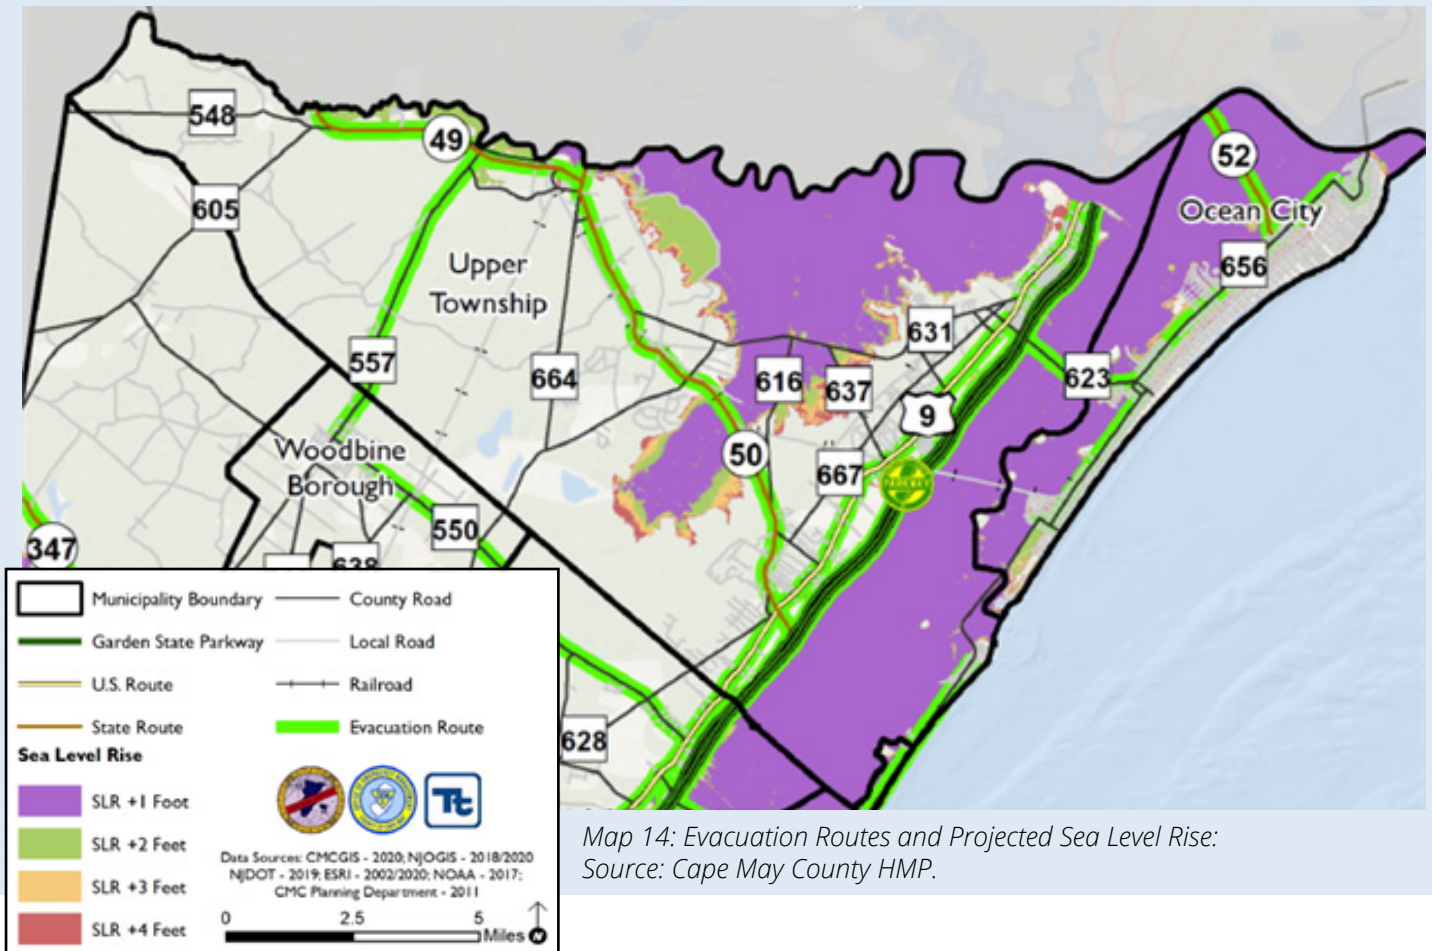 548
49
52
605
Ocean City
Upper
Township
656
631
557
664
616
637
623
9
Woodbine
Borough
50
667
PARKWAY
550
347
638
628
Municipality Boundary
County Road
Garden State Parkway
Local Road
U.S. Route
Railroad
State Route
Evacuation Route
Sea Level Rise
SLR +1 Foot
SLR +2 Feet
SLR +3 Feet
SLR +4 Feet
Tt
Data Sources: CMCGIS - 2020; NJOGIS - 2018/2020
NJDOT - 2019; ESRI - 2002/2020; NOAA - 2017;
CMC Planning Department - 2011
0 2.5 5
Miles N
Map 14: Evacuation Routes and Projected Sea Level Rise:
Source: Cape May County HMP.